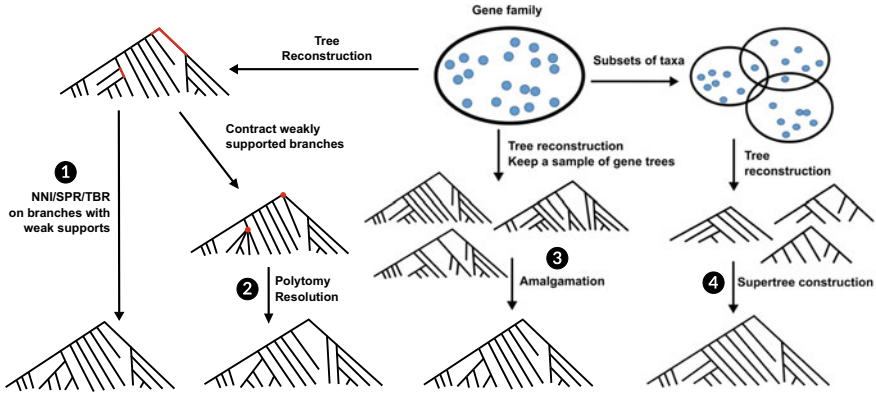 Gene family
Tree
Reconstruction
Subsets of taxa
Contract weakly
supported branches
Tree reconstruction
Keep a sample of gene trees
Tree
reconstruction
1
NNI/SPR/TBR
on branches with
weak supports
2
Polytomy
Resolution
3
Amalgamation
4
Supertree construction